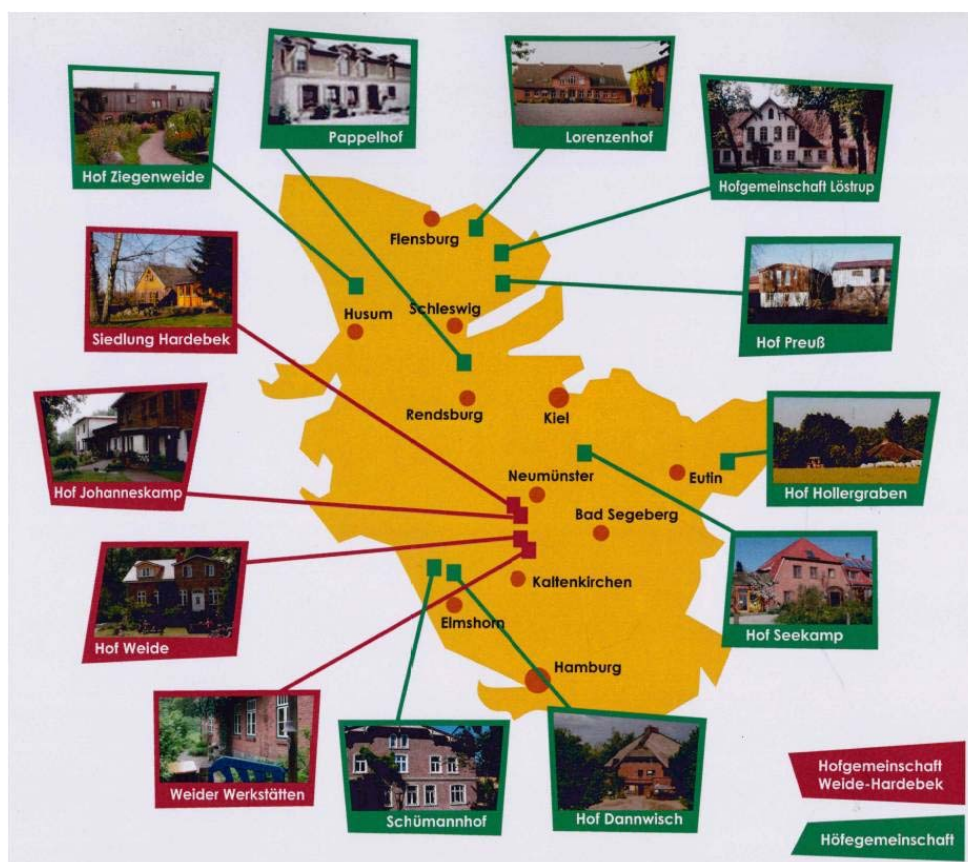 Pappelhof
Lorenzenhof
Hof Ziegenweide
Hofgemeinschaft Löstrup
Flensburg
Siedlung Hardebek
Husum
Schleswig
Hof Preuß
Rendsburg
Kiel
Hof Johanneskamp
Neumünster
Eutin
Hof Hollergraben
Bad Segeberg
Kaltenkirchen
Hof Weide
Elmshorn
Hof Seekamp
Hamburg
Weider Werkstätten
Schümannhof
Hof Dannwisch
Hofgemeinschaft
Weide-Hardebek
Höfegemeinschaft